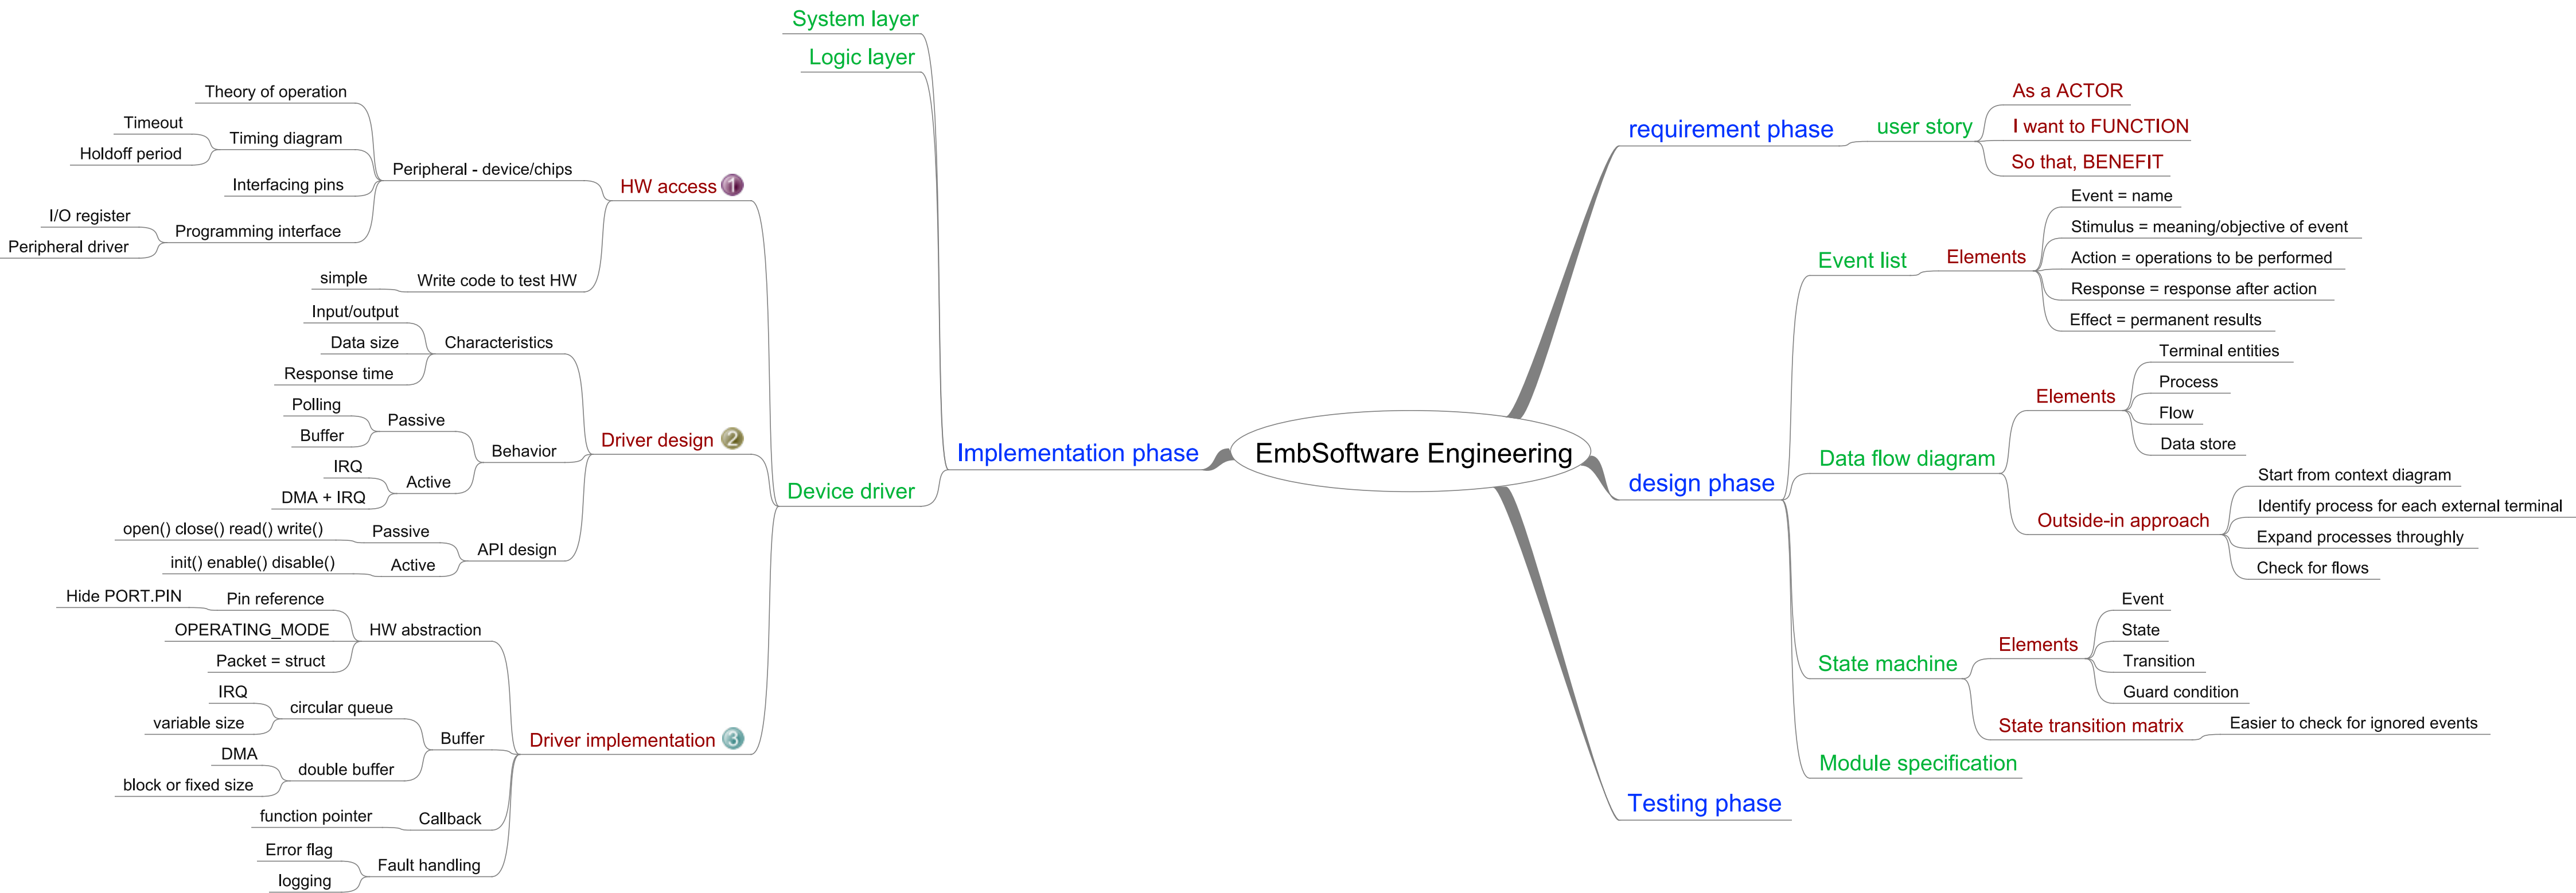 EmbSoftware Engineering
requirement phase
user story
As a ACTOR
I want to FUNCTION
So that, BENEFIT
design phase
Event list
Elements
Event = name
Stimulus = meaning/objective of event
Action = operations to be performed
Response = response after action
Effect = permanent results
Data flow diagram
Elements
Terminal entities
Process
Flow
Data store
Outside-in approach
Start from context diagram
Identify process for each external terminal
Expand processes throughly
Check for flows
State machine
Elements
Event
State
Transition
Guard condition
State transition matrix
Easier to check for ignored events
Module specification
Testing phase
Implementation phase
System layer
Logic layer
Device driver
HW access 1
Peripheral - device/chips
Theory of operation
Timing diagram
Timeout
Holdoff period
Interfacing pins
Programming interface
I/O register
Peripheral driver
Write code to test HW
simple
Driver design 2
Characteristics
Input/output
Data size
Response time
Behavior
Passive
Polling
Buffer
Active
IRQ
DMA + IRQ
API design
Passive
open() close() read() write()
Active
init() enable() disable()
Driver implementation 3
HW abstraction
Pin reference
Hide PORT.PIN
OPERATING_MODE
Packet = struct
Buffer
circular queue
IRQ
variable size
double buffer
DMA
block or fixed size
Callback
function pointer
Fault handling
Error flag
logging